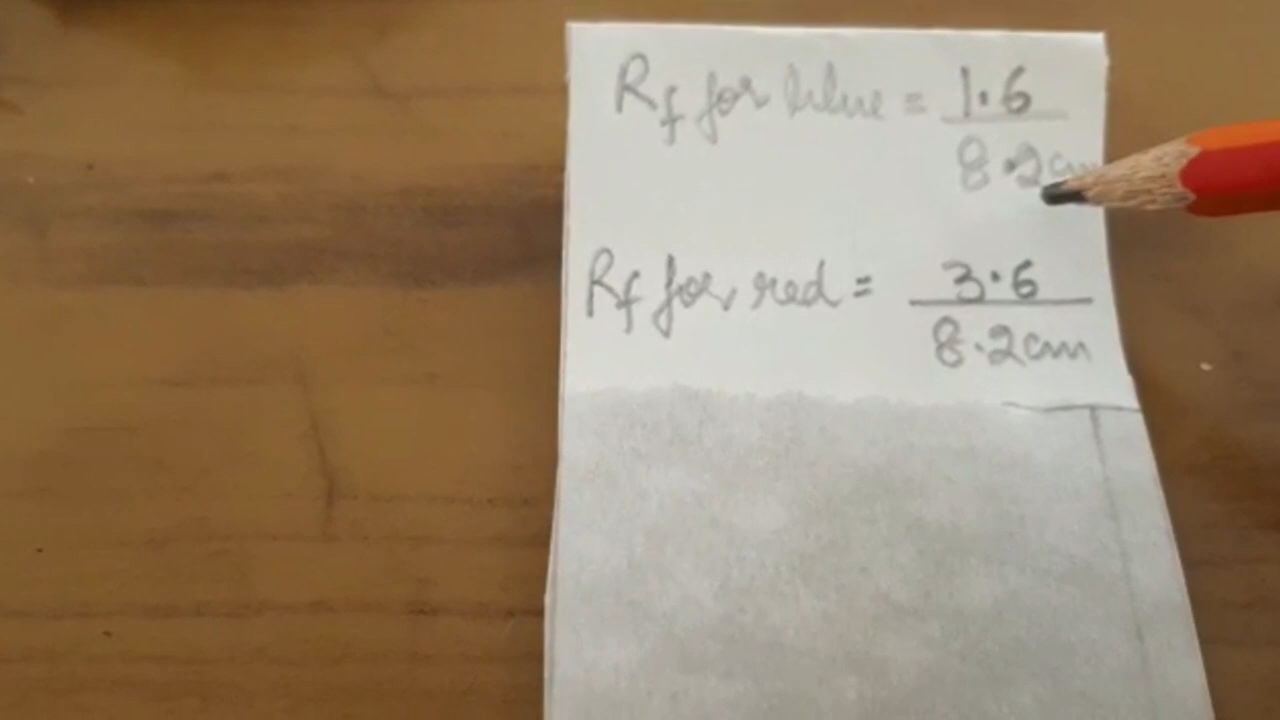 Rf for blue = 1.6
8.2cm
Rf for red = 3.6
8.2cm